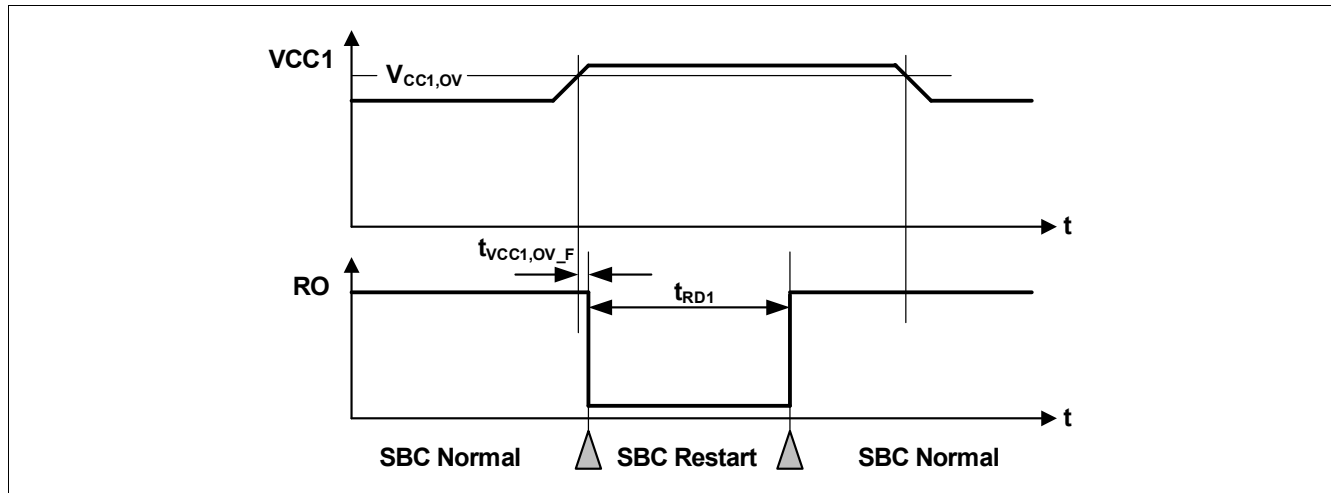 VCC1
VCC1,OV
t
tVCC1,OV_F
RO
tRD1
t
SBC Normal
SBC Restart
SBC Normal